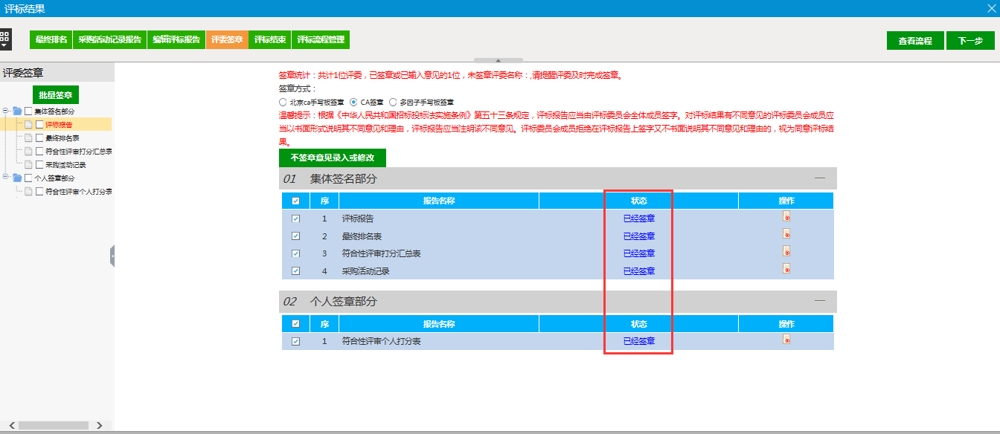 评标结果
最终排名 采购活动记录报告 编辑评标报告 评委签章 评标结束 评标流程管理 查看流程 下一步
评委签章
批量签章
集体签名部分
评标报告
最终排名表
符合性评审打分汇总表
采购活动记录
个人签章部分
符合性评审个人打分表
签章统计：共计1位评委，已签章或已输入意见的1位，未签章评委名称：,请提醒评委及时完成签章。
签章方式：
北京ca手写板签章 CA签章 多因子手写板签章
温馨提示：根据《中华人民共和国招标投标法实施条例》第五十三条规定，评标报告应当由评标委员会全体成员签字。对评标结果有不同意见的评标委员会成员应
当以书面形式说明其不同意见和理由，评标报告应当注明该不同意见。评标委员会成员拒绝在评标报告上签字又不书面说明其不同意见和理由的，视为同意评标结
果。
不签章意见录入或修改
01 集体签名部分
序 报告名称 状态 操作
1 评标报告 已经签章
2 最终排名表 已经签章
3 符合性评审打分汇总表 已经签章
4 采购活动记录 已经签章
02 个人签章部分
序 报告名称 状态 操作
1 符合性评审个人打分表 已经签章